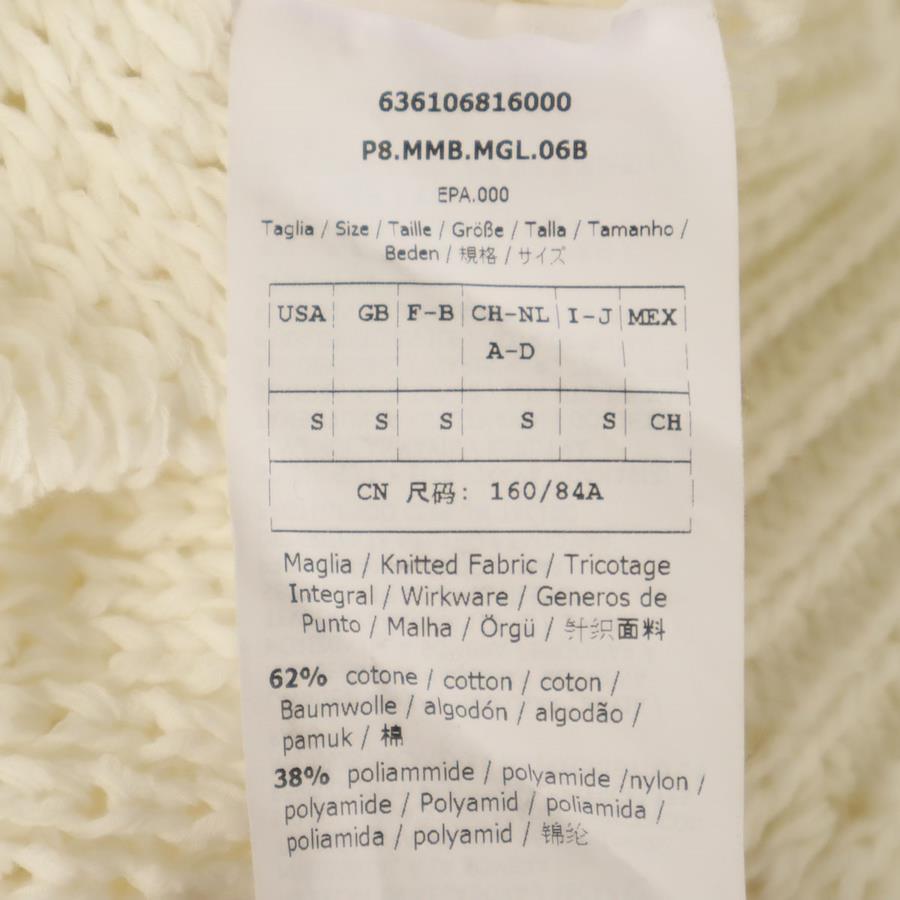 636106816000
P8.MMB.MGL.06B
EPA.000
Taglia / Size / Taille / Größe / Talla / Tamanho /
Beden / 規格 / サイズ
USA GB F-B CH-NL I-J MEX
A-D
S S S S S CH
CN 尺码: 160/84A
Maglia / Knitted Fabric / Tricotage
Integral / Wirkware / Generos de
Punto / Malha / Örgü / 针织面料
62% cotone / cotton / coton /
Baumwolle / algodón / algodão /
pamuk / 棉
38% poliammide / polyamide /nylon /
polyamide / Polyamid / poliamida /
poliamida / polyamid / 锦纶